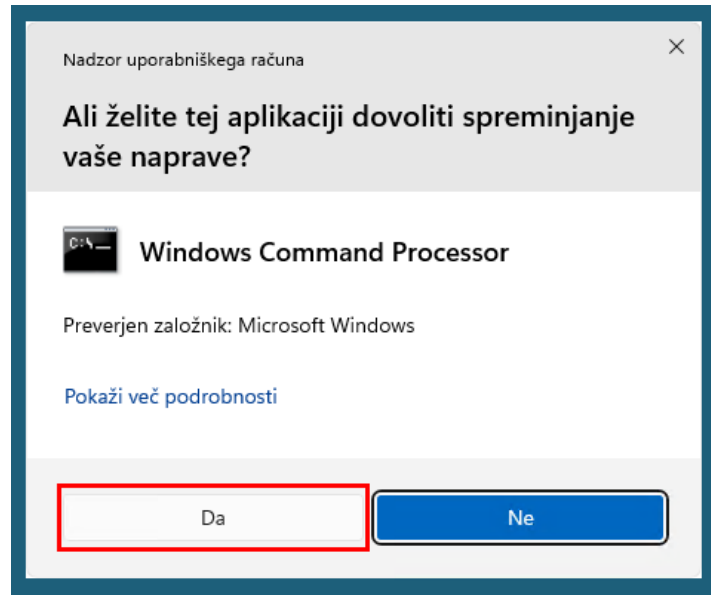 Nadzor uporabniškega računa
Ali želite tej aplikaciji dovoliti spreminjanje
vaše naprave?
C:\_
Windows Command Processor
Preverjen založnik: Microsoft Windows
Pokaži več podrobnosti
Da
Ne